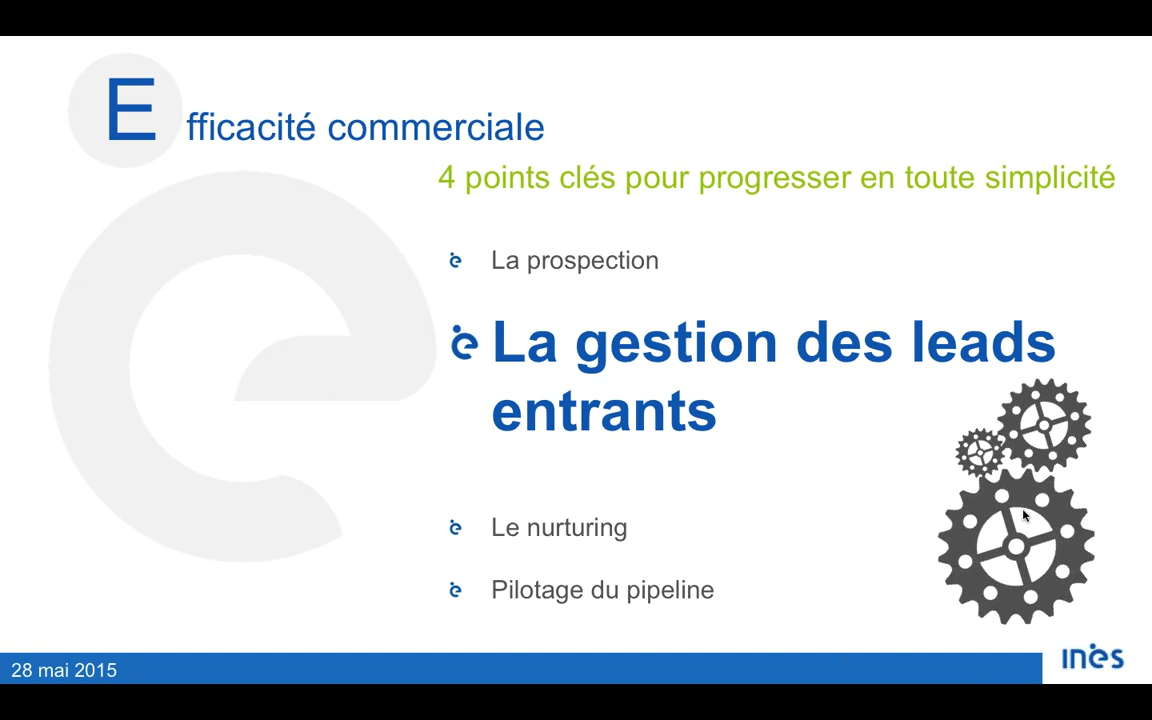 Efficacité commerciale
4 points clés pour progresser en toute simplicité
La prospection
La gestion des leads
entrants
Le nurturing
Pilotage du pipeline
28 mai 2015
inès